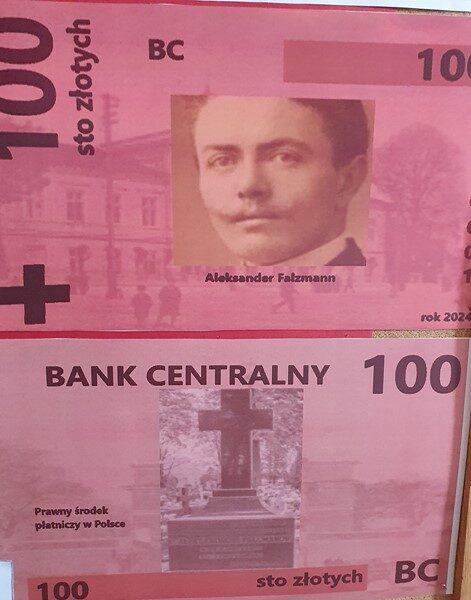 100
sto złotych
BC
100
Aleksander Falzmann
rok 2024
BANK CENTRALNY
100
Prawny środek
płatniczy w Polsce
100
sto złotych
BC